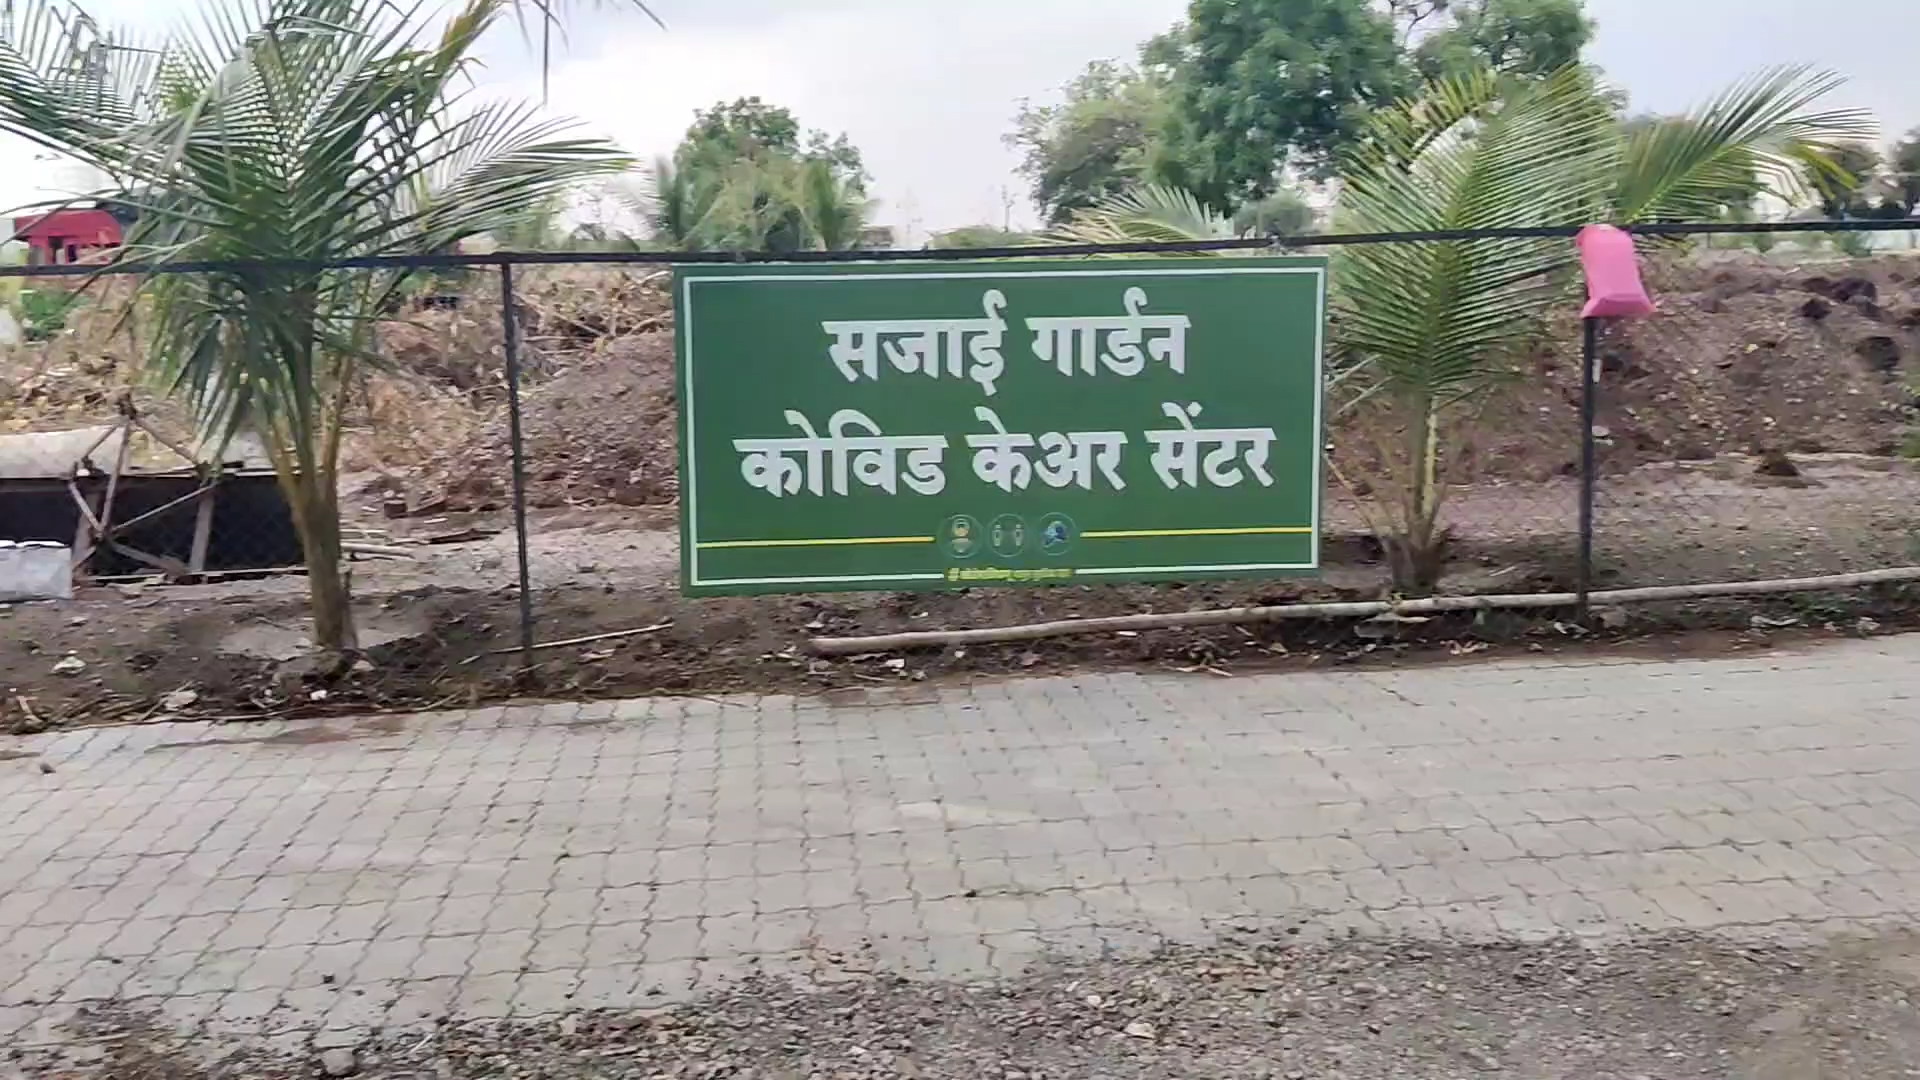 सजाई गार्डन
कोविड केअर सेंटर